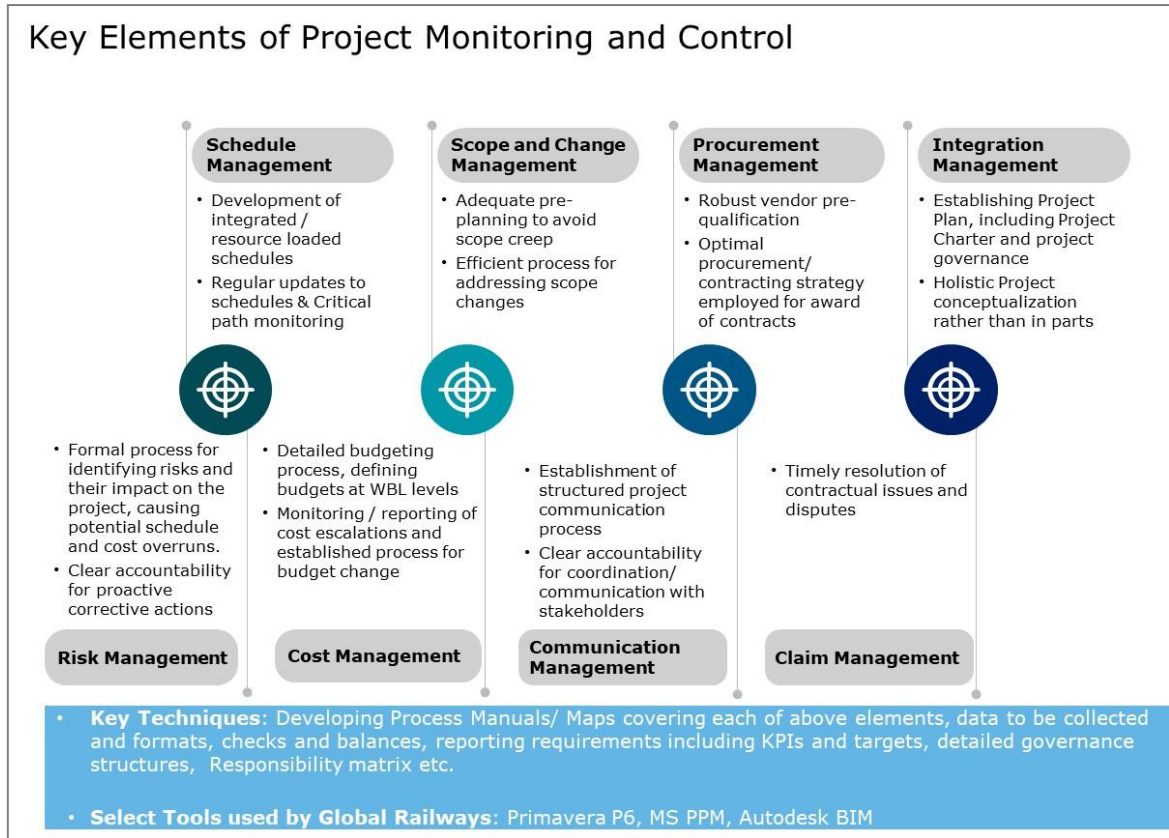 Key Elements of Project Monitoring and Control
Schedule
Management
• Development of
integrated /
resource loaded
schedules
• Regular updates to
schedules & Critical
path monitoring
Scope and Change
Management
• Adequate pre-
planning to avoid
scope creep
• Efficient process for
addressing scope
changes
Procurement
Management
• Robust vendor pre-
qualification
• Optimal
procurement/
contracting strategy
employed for award
of contracts
Integration
Management
• Establishing Project
Plan, including Project
Charter and project
governance
• Holistic Project
conceptualization
rather than in parts
• Formal process for
identifying risks and
their impact on the
project, causing
potential schedule
and cost overruns.
• Clear accountability
for proactive
corrective actions
Risk Management
• Detailed budgeting
process, defining
budgets at WBL levels
• Monitoring / reporting of
cost escalations and
established process for
budget change
Cost Management
• Establishment of
structured project
communication
process
• Clear accountability
for coordination/
communication with
stakeholders
Communication
Management
• Timely resolution of
contractual issues and
disputes
Claim Management
• Key Techniques: Developing Process Manuals/ Maps covering each of above elements, data to be collected
and formats, checks and balances, reporting requirements including KPIs and targets, detailed governance
structures, Responsibility matrix etc.
• Select Tools used by Global Railways: Primavera P6, MS PPM, Autodesk BIM